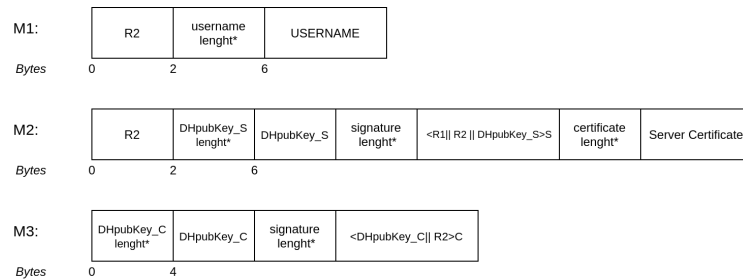 M1:
R2
username
lenght*
USERNAME
Bytes
0
2
6
M2:
R2
DHpubKey_S
lenght*
DHpubKey_S
signature
lenght*
<R1|| R2 || DHpubKey_S>S
certificate
lenght*
Server Certificate
Bytes
0
2
6
M3:
DHpubKey_C
lenght*
DHpubKey_C
signature
lenght*
<DHpubKey_C|| R2>C
Bytes
0
4